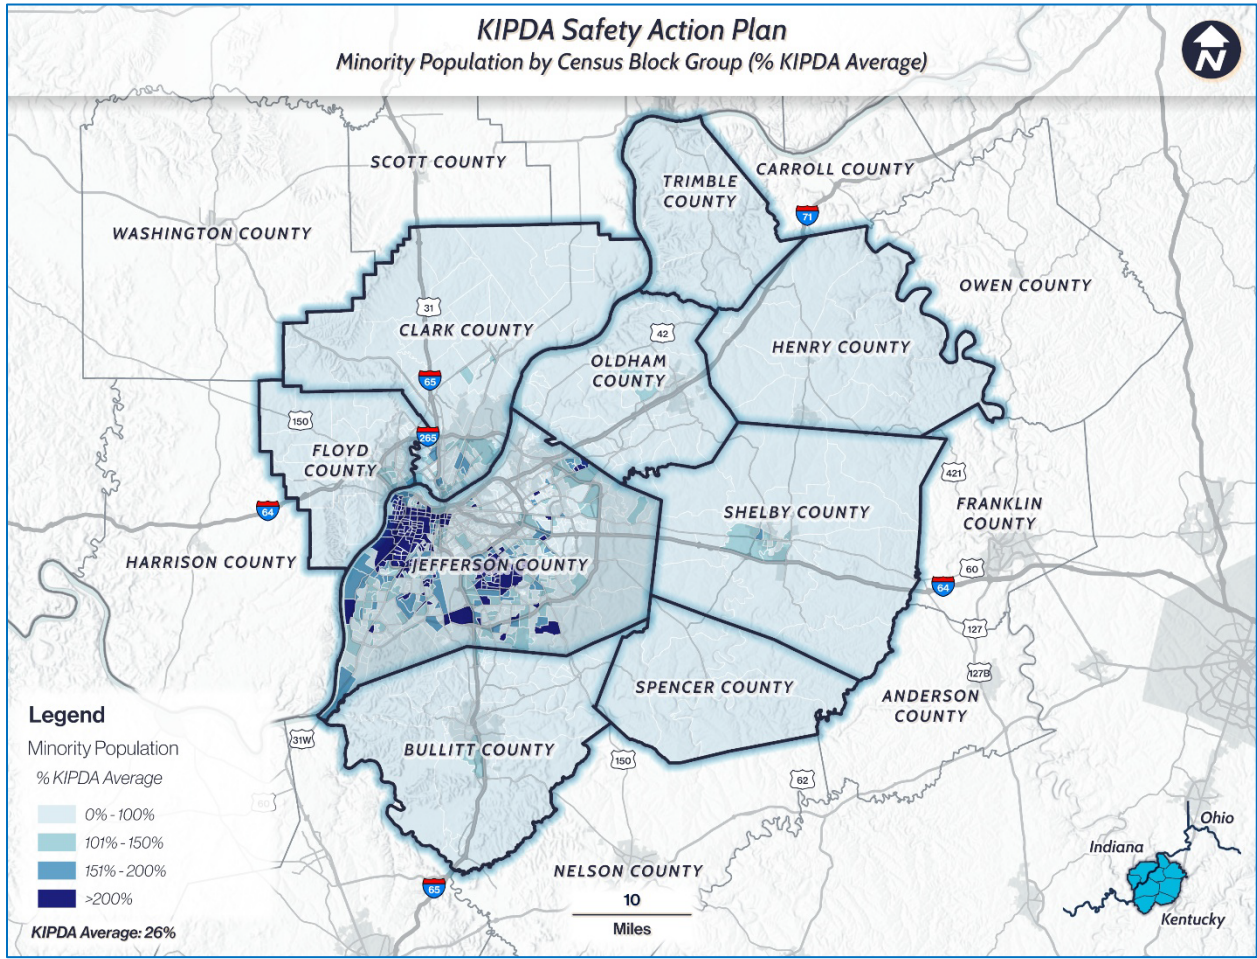 KIPDA Safety Action Plan
Minority Population by Census Block Group (% KIPDA Average)
N
SCOTT COUNTY
CARROLL COUNTY
TRIMBLE
COUNTY
71
WASHINGTON COUNTY
OWEN COUNTY
31
CLARK COUNTY
42
HENRY COUNTY
OLDHAM
COUNTY
65
150
265
FLOYD
COUNTY
421
64
SHELBY COUNTY
FRANKLIN
COUNTY
HARRISON COUNTY
JEFFERSON COUNTY
60
64
127
127B
SPENCER COUNTY
ANDERSON
COUNTY
31W
BULLITT COUNTY
150
62
60
NELSON COUNTY
65
10
Miles
Legend
Minority Population
% KIPDA Average
0% - 100%
101% - 150%
151% - 200%
>200%
KIPDA Average: 26%
Ohio
Indiana
Kentucky